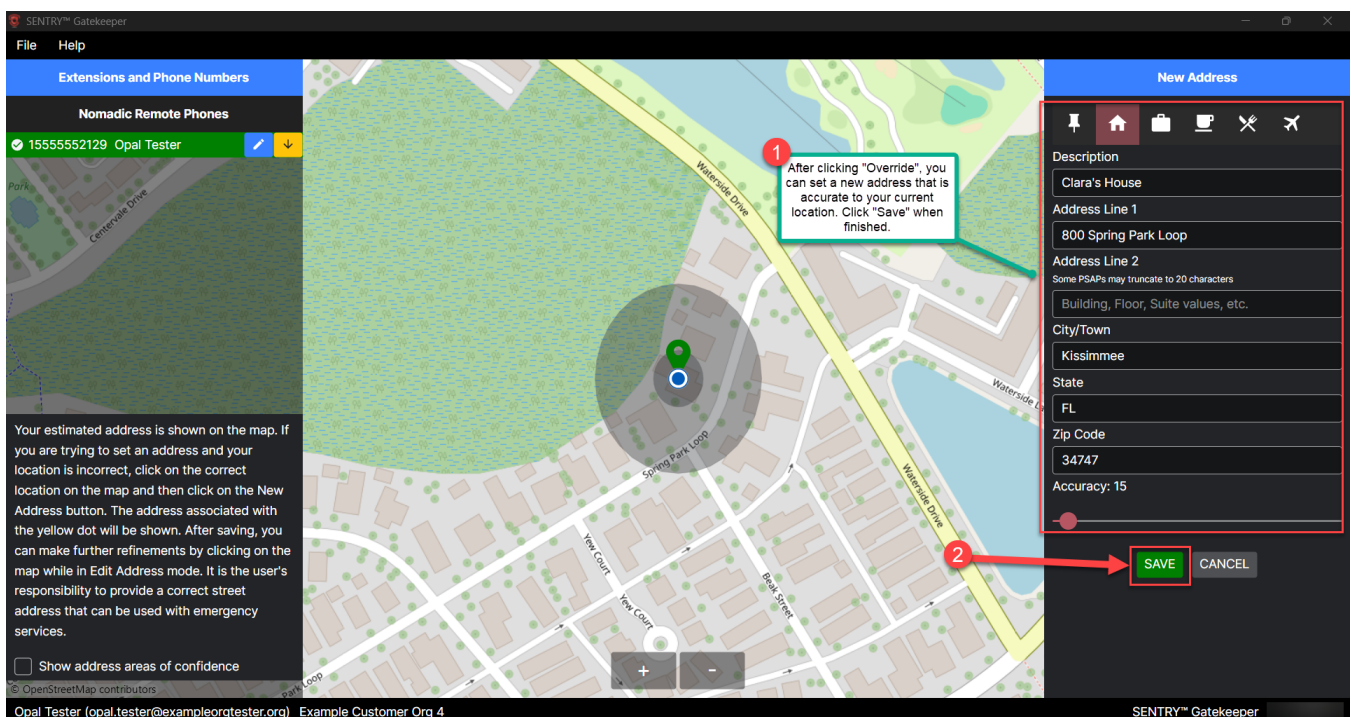 SENTRY™ Gatekeeper
File Help
Extensions and Phone Numbers
Nomadic Remote Phones
15555552129 Opal Tester
Park
Centervale Drive
Your estimated address is shown on the map. If
you are trying to set an address and your
location is incorrect, click on the correct
location on the map and then click on the New
Address button. The address associated with
the yellow dot will be shown. After saving, you
can make further refinements by clicking on the
map while in Edit Address mode. It is the user's
responsibility to provide a correct street
address that can be used with emergency
services.
Show address areas of confidence
© OpenStreetMap contributors
Waterside Drive
Waterside Drive
1
After clicking "Override", you
can set a new address that is
accurate to your current
location. Click "Save" when
finished.
Waterside
Spring Park Loop
Waterside Drive
Yew Court
Beak Street
Yew Court
Park Loop
+ -
New Address
Description
Clara's House
Address Line 1
800 Spring Park Loop
Address Line 2
Some PSAPs may truncate to 20 characters
Building, Floor, Suite values, etc.
City/Town
Kissimmee
State
FL
Zip Code
34747
Accuracy: 15
2
SAVE CANCEL
Opal Tester (opal.tester@exampleorgtester.org) Example Customer Org 4
SENTRY™ Gatekeeper